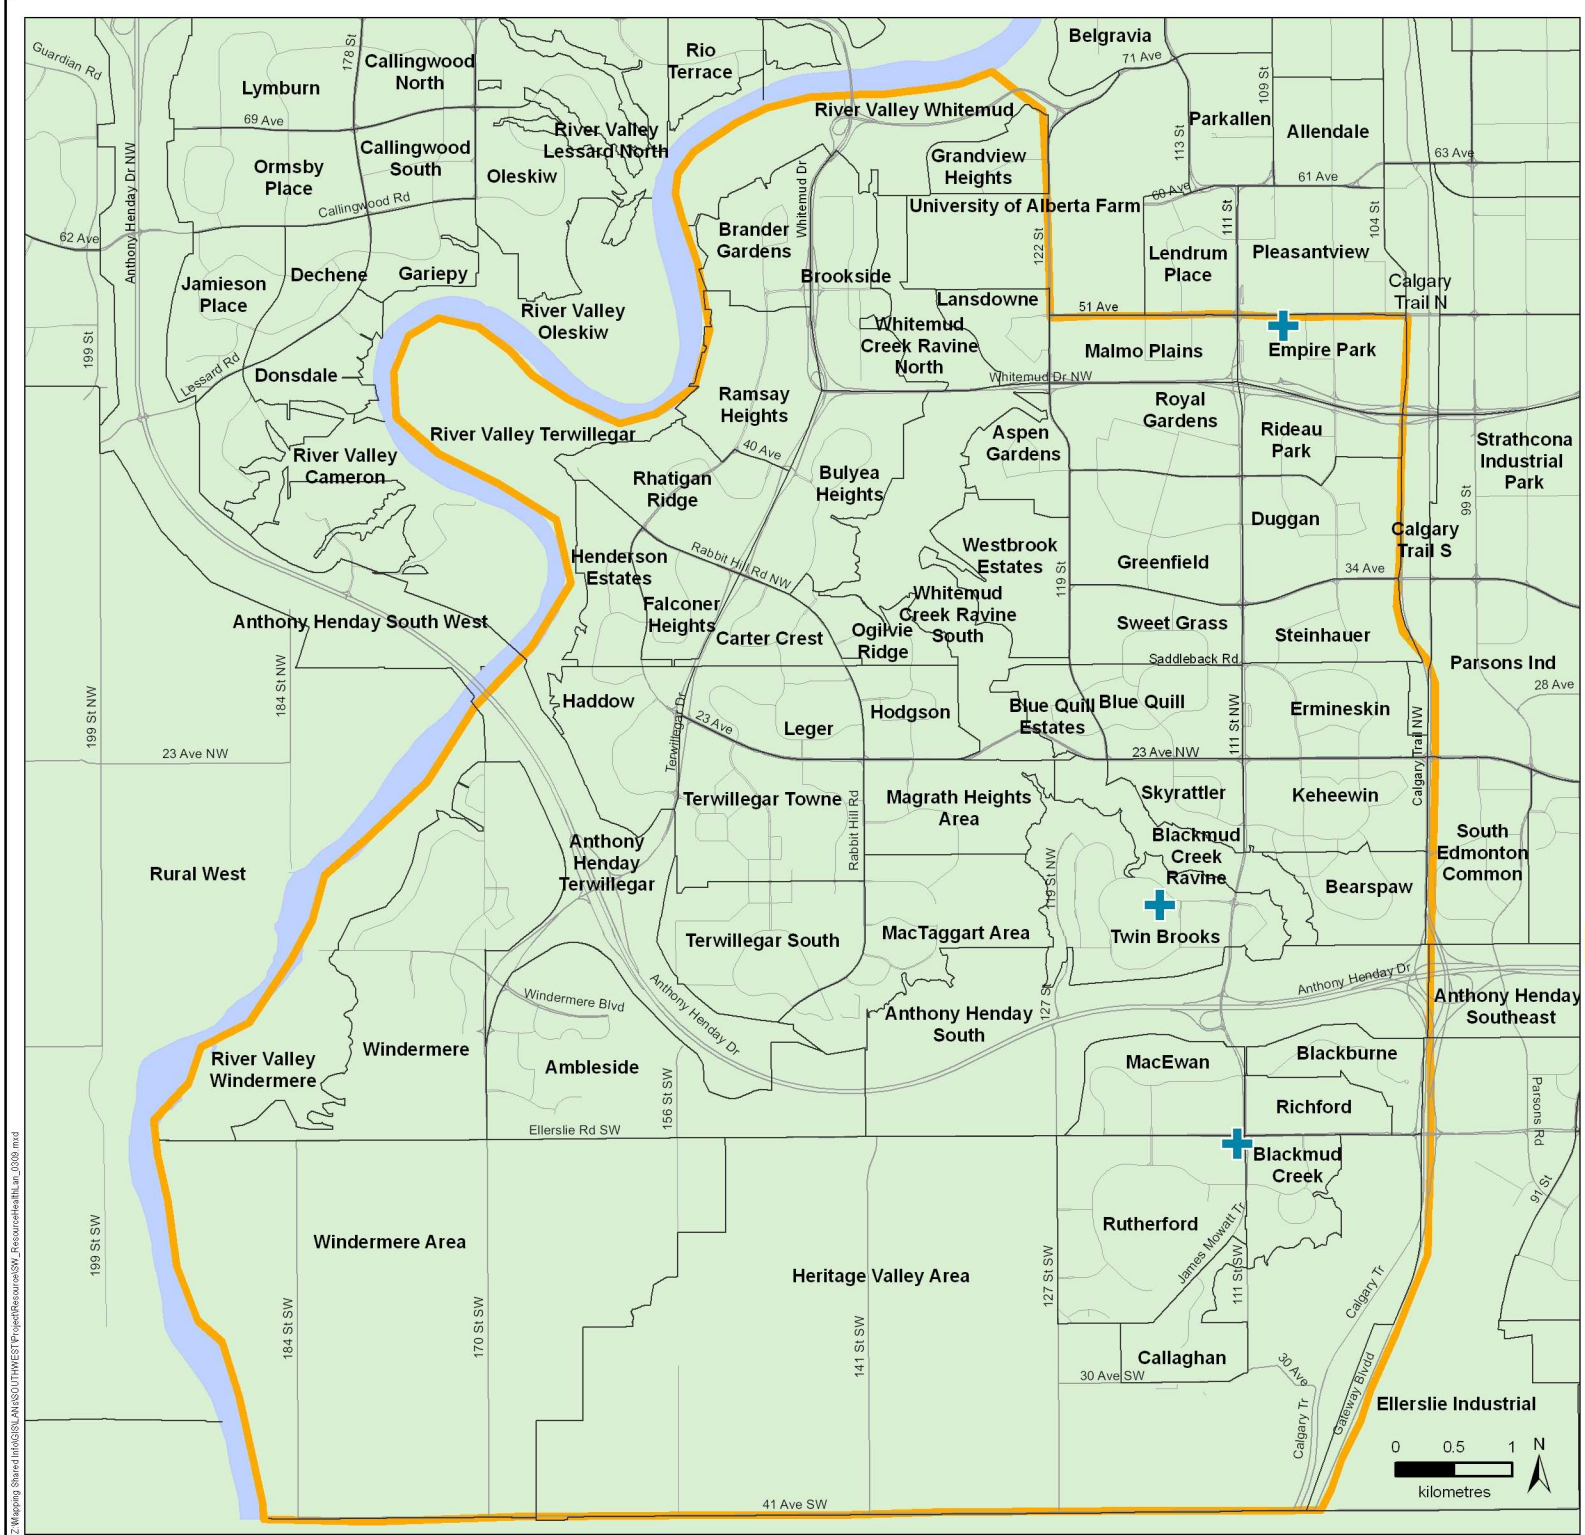 Belgravia
Guardian Rd
178 St
Callingwood
North
Rio
Terrace
71 Ave
Lymburn
109 St
River Valley Whitemud
69 Ave
Parkallen
Allendale
River Valley
Lessard North
113 St
Callingwood
South
Grandview
Heights
63 Ave
Ormsby
Place
Oleskiw
61 Ave
60 Ave
Callingwood Rd
University of Alberta Farm
Anthony Henday Dr NW
Whitemud Dr
62 Ave
Brander
Gardens
122 St
111 St
104 St
Lendrum
Place
Pleasantview
Jamieson
Place
Dechene
Gariepy
Brookside
Calgary
Trail N
Lansdowne
51 Ave
River Valley
Oleskiw
Whitemud
Creek Ravine
North
199 St
Malmo Plains
Empire Park
Lessard Rd
Donsdale
Whitemud Dr NW
Ramsay
Heights
Royal
Gardens
River Valley Terwillegar
Aspen
Gardens
Rideau
Park
Strathcona
Industrial
Park
River Valley
Cameron
40 Ave
Rhatigan
Ridge
Bulyea
Heights
99 St
Duggan
Calgary
Trail S
Rabbit Hill Rd NW
Westbrook
Estates
Henderson
Estates
Greenfield
34 Ave
119 St
Falconer
Heights
Whitemud
Creek Ravine
South
Anthony Henday South West
Carter Crest
Ogilvie
Ridge
Sweet Grass
Steinhauer
Saddleback Rd
Parsons Ind
184 St NW
28 Ave
199 St NW
Haddow
Terwillegar Dr
23 Ave
Leger
Hodgson
Blue Quill
Estates
Blue Quill
111 St NW
Ermineskin
Calgary Trail NW
23 Ave NW
23 Ave NW
Terwillegar Towne
Magrath Heights
Area
Skyrattler
Keheewin
Rabbit Hill Rd
Anthony
Henday
Terwillegar
Blackmud
Creek
Ravine
South
Edmonton
Common
Rural West
119 St NW
Bearspaw
Terwillegar South
MacTaggart Area
Twin Brooks
Anthony Henday Dr
Anthony Henday Dr
Windermere Blvd
127 St
Anthony Henday
Southeast
Anthony Henday
South
Windermere
River Valley
Windermere
Ambleside
MacEwan
Blackburne
156 St SW
Richford
Parsons Rd
Ellerslie Rd SW
Blackmud
Creek
91 St
Rutherford
James Mowatt Tr
199 St SW
Windermere Area
Heritage Valley Area
127 St SW
111 St SW
Calgary Tr
184 St SW
170 St SW
141 St SW
Callaghan
30 Ave SW
30 Ave
Gateway Blvdd
Calgary Tr
Ellerslie Industrial
0 0.5 1
kilometres
N
41 Ave SW
Z:\Mapping Shared Info\GIS\LANs\SOUTHWEST\Project\Resource\SW_ResourceHealthLan_0309.mxd